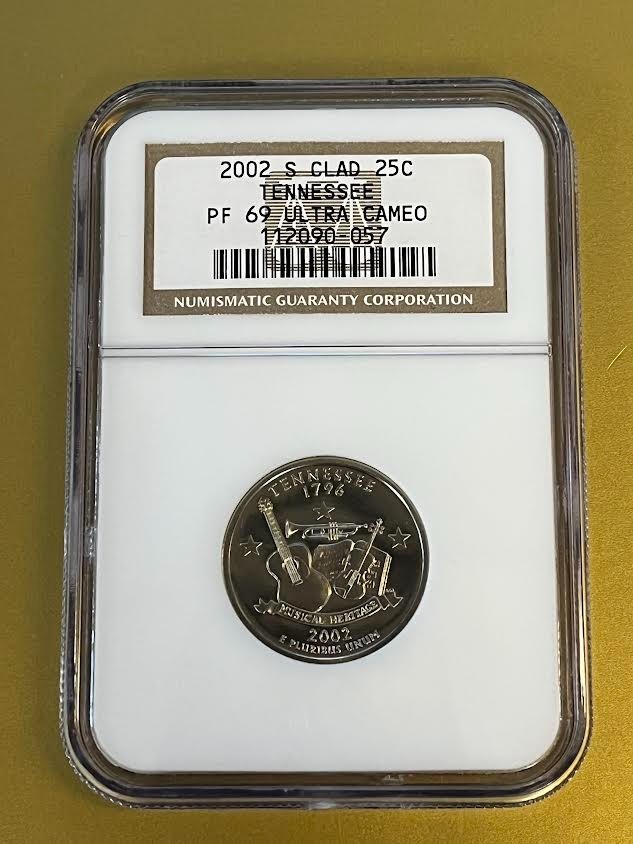 2002 S CLAD 25C
TENNESSEE
PF 69 ULTRA CAMEO
112090-057
NUMISMATIC GUARANTY CORPORATION
TENNESSEE
1796
MUSICAL HERITAGE
2002
E PLURIBUS UNUM